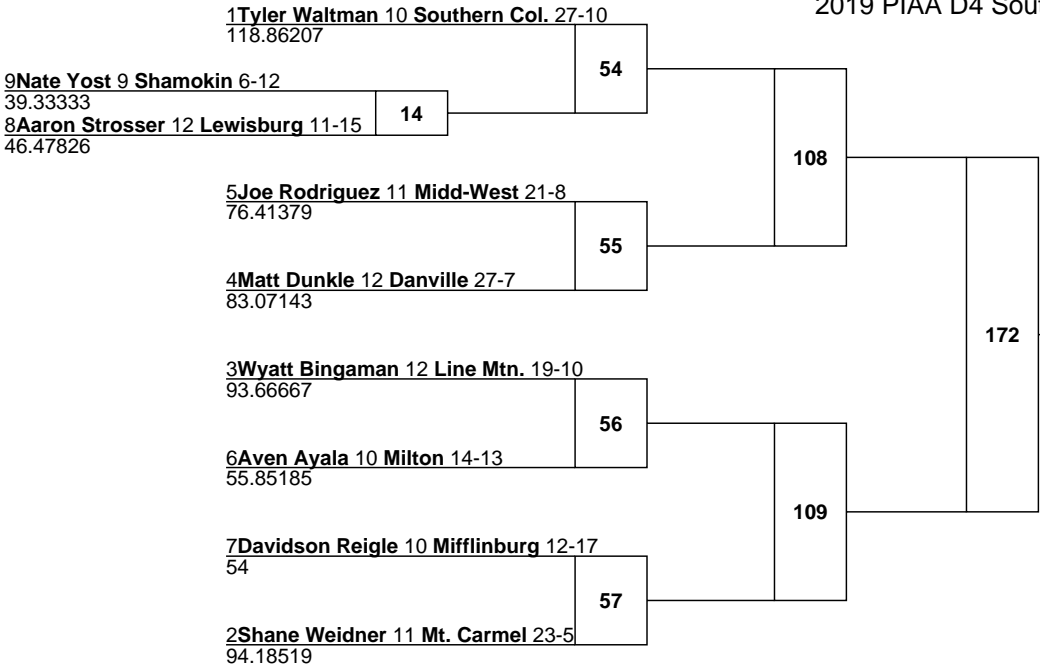 2019 PIAA D4 Sout
1Tyler Waltman 10 Southern Col. 27-10
118.86207
54
9Nate Yost 9 Shamokin 6-12
39.33333
14
8Aaron Strosser 12 Lewisburg 11-15
46.47826
108
5Joe Rodriguez 11 Midd-West 21-8
76.41379
55
4Matt Dunkle 12 Danville 27-7
83.07143
172
3Wyatt Bingaman 12 Line Mtn. 19-10
93.66667
56
6Aven Ayala 10 Milton 14-13
55.85185
109
7Davidson Reigle 10 Mifflinburg 12-17
54
57
2Shane Weidner 11 Mt. Carmel 23-5
94.18519